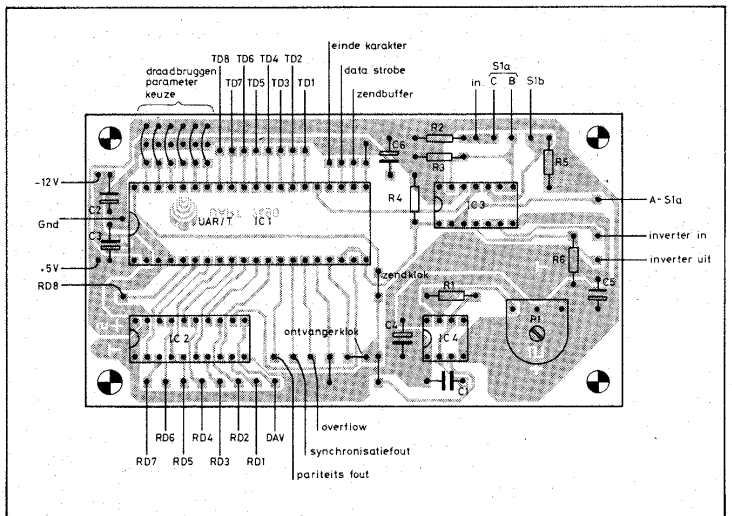 einde karakter
TD8 TD6 TD4 TD2
TD7 TD5 TD3 TD1
data strobe
zendbuffer
draadbruggen
parameter
keuze
S1a
in.. C B S1b
R2
R3
C6
R5
R4
-12V
C2
Gnd
C3
+5V
RD8
UAR/T IC1
IC3
A-S1a
inverter in
inverter uit
R6
C5
zendklok
R1
P1
IC2
ontvangerklok
C4
IC4
C1
RD7 RD6 RD5 RD4 RD3 RD2 RD1 DAV
overflow
synchronisatiefout
pariteits fout